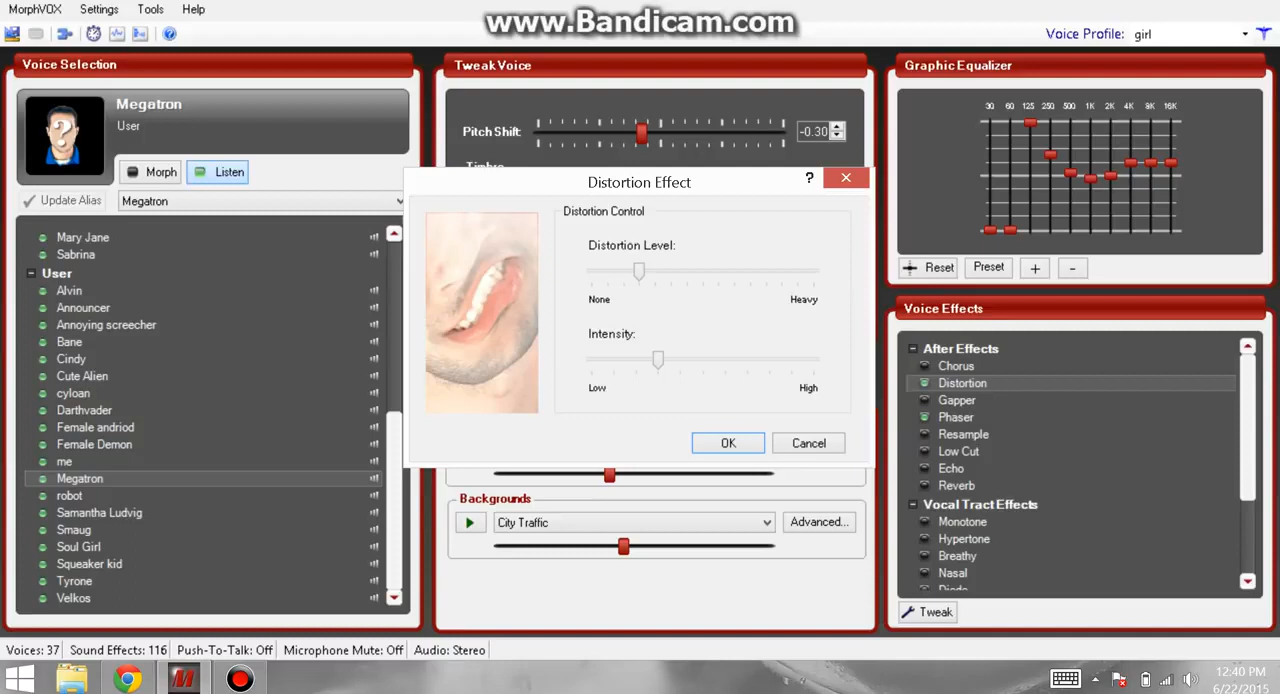 MorphVOX Settings Tools Help
www.Bandicam.com
Voice Profile: girl
Voice Selection
Megatron
User
Morph Listen
Update Alias Megatron
Mary Jane
Sabrina
User
Alvin
Announcer
Annoying screecher
Bane
Cindy
Cute Alien
cyloan
Darthvader
Female andriod
Female Demon
me
Megatron
robot
Samantha Ludvig
Smaug
Soul Girl
Squeaker kid
Tyrone
Velkos
Tweak Voice
Pitch Shift: -0.30
Timbre
Distortion Effect ?
Distortion Control
Distortion Level:
None Heavy
Intensity:
Low High
OK Cancel
Backgrounds
City Traffic Advanced...
Graphic Equalizer
30 60 125 250 500 1K 2K 4K 8K 16K
Reset Preset + -
Voice Effects
After Effects
Chorus
Distortion
Gapper
Phaser
Resample
Low Cut
Echo
Reverb
Vocal Tract Effects
Monotone
Hypertone
Breathy
Nasal
Tweak
Voices: 37 Sound Effects: 116 Push-To-Talk: Off Microphone Mute: Off Audio: Stereo
12:40 PM
6/22/2015